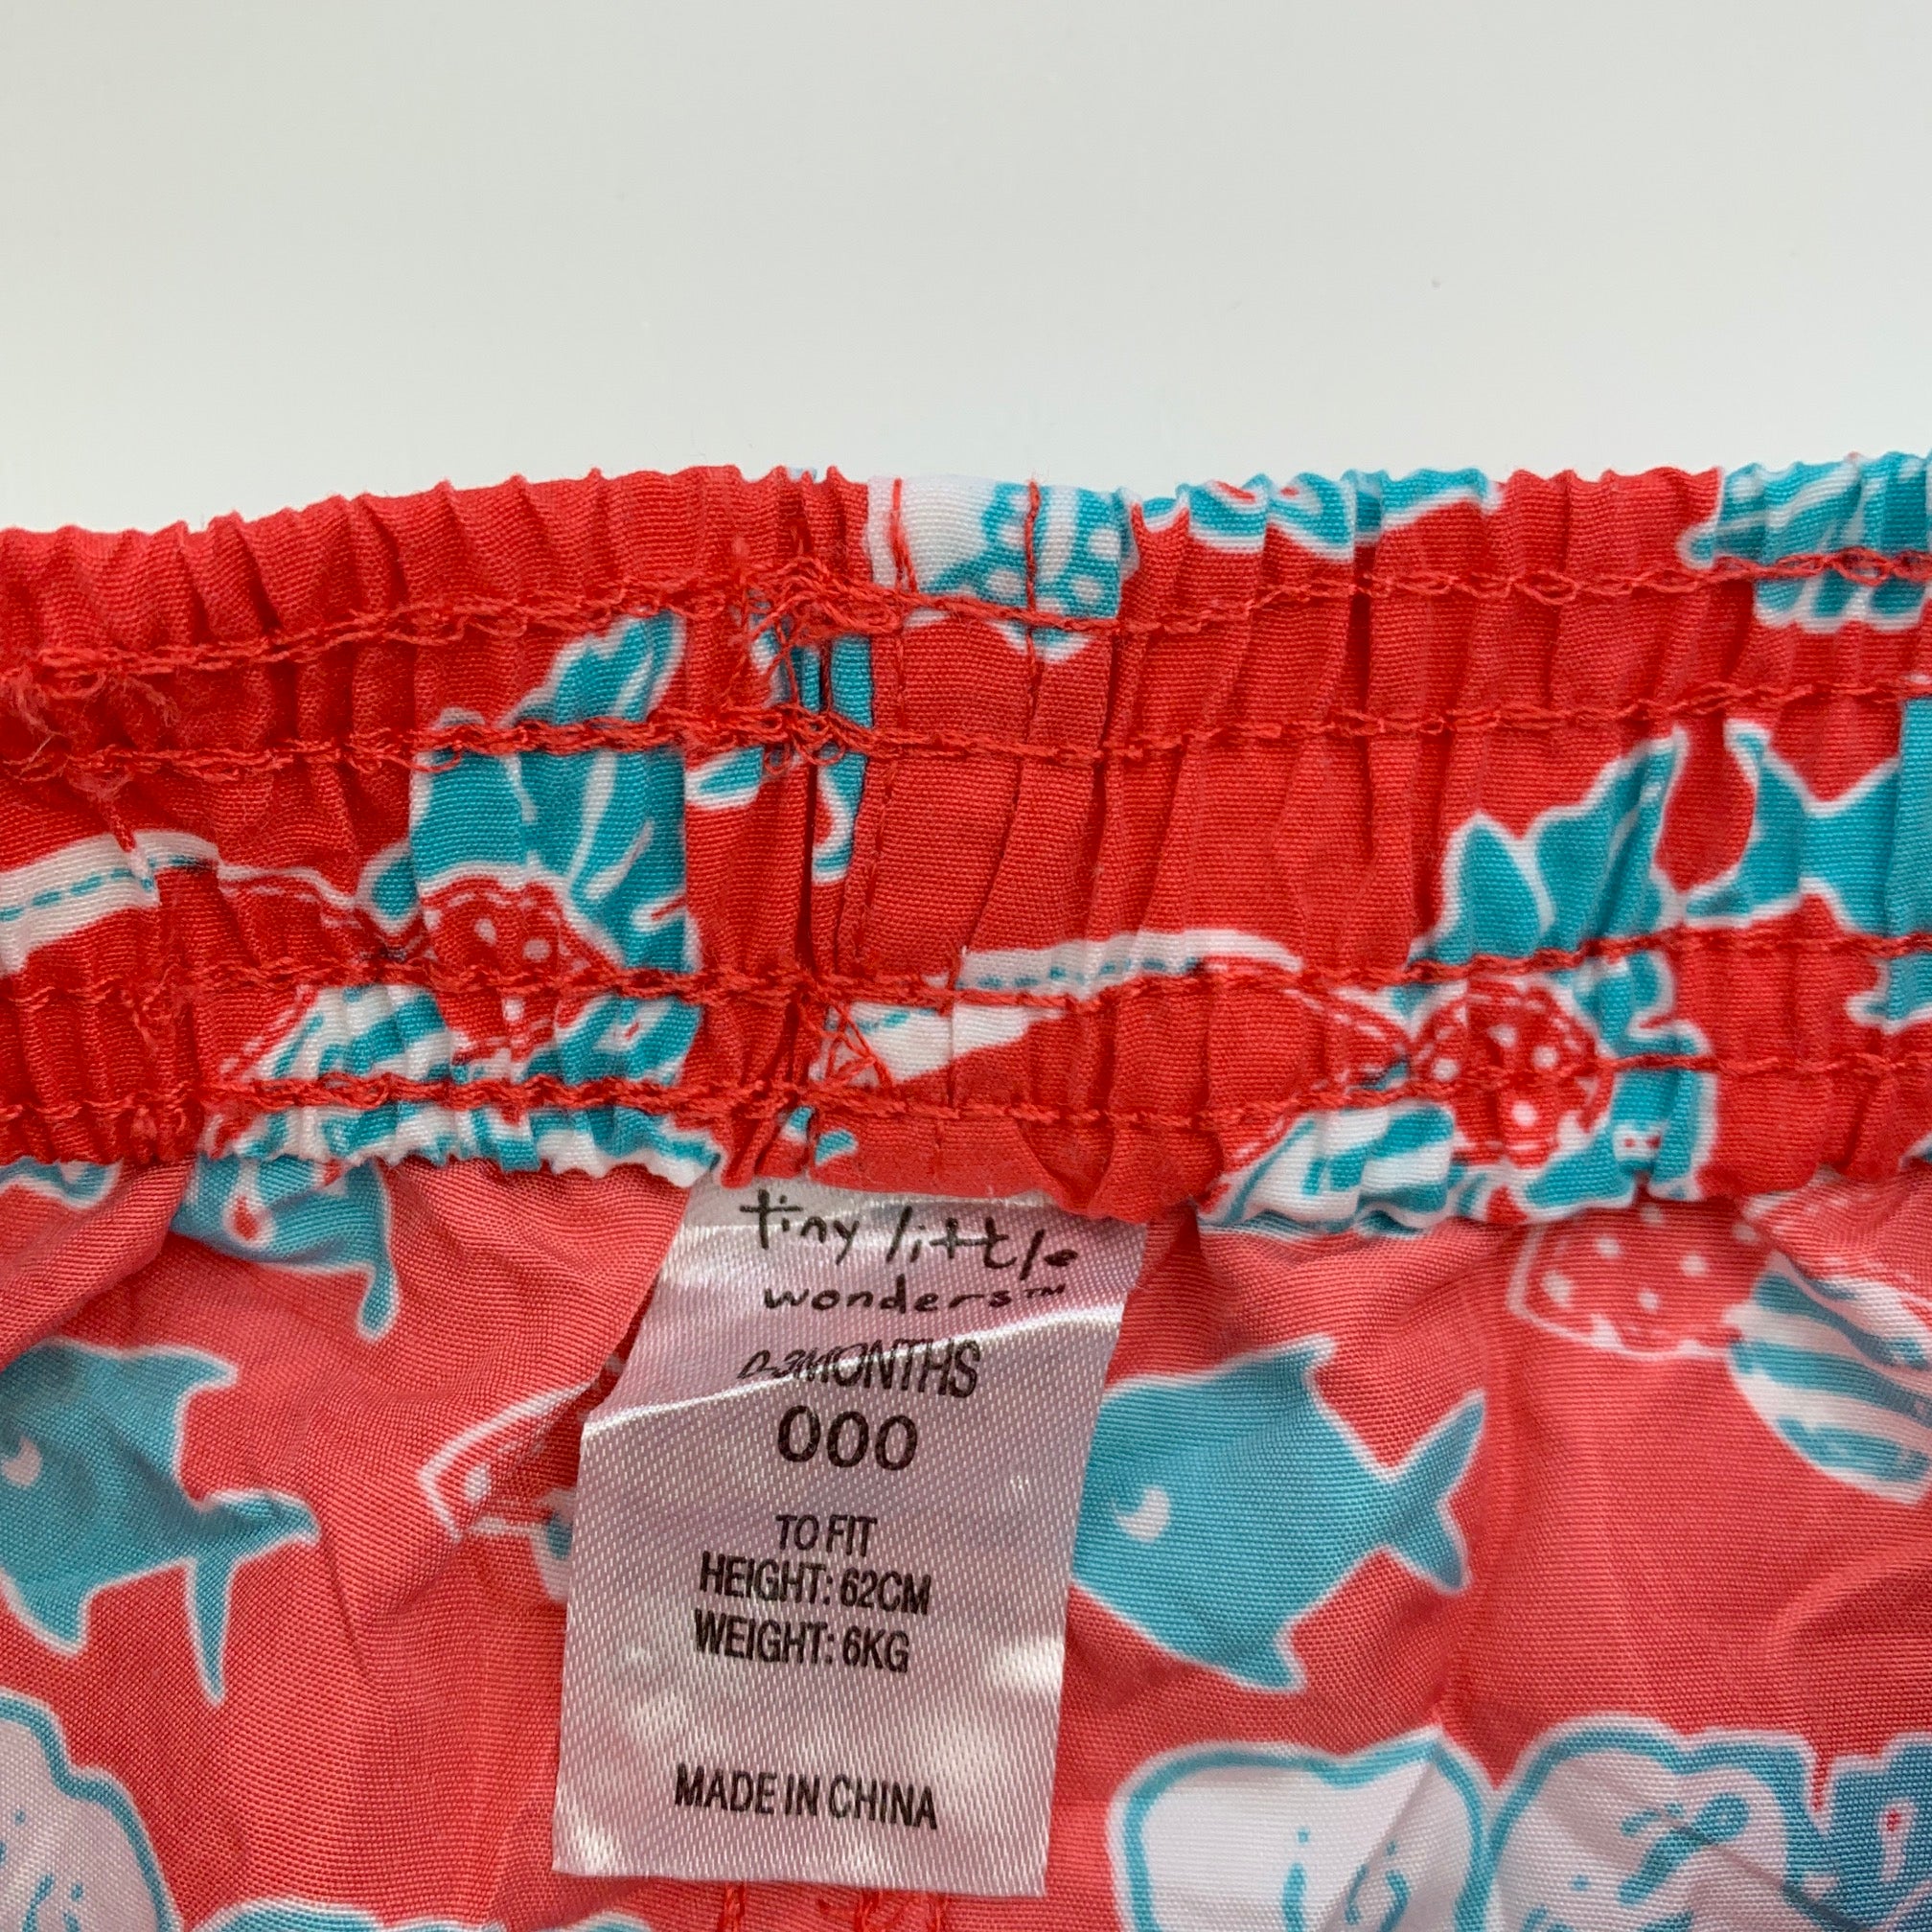 tiny little
wonders™
0-3MONTHS
000
TO FIT
HEIGHT: 62CM
WEIGHT: 6KG
MADE IN CHINA